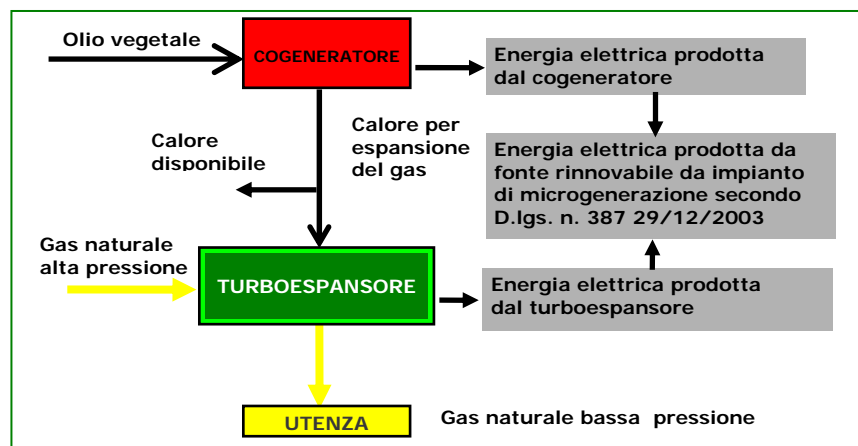 Olio vegetale
COGENERATORE
Energia elettrica prodotta
dal cogeneratore
Calore
disponibile
Calore per
espansione
del gas
Energia elettrica prodotta da
fonte rinnovabile da impianto
di microgenerazione secondo
D.lgs. n. 387 29/12/2003
Gas naturale
alta pressione
TURBOESPANSORE
Energia elettrica prodotta
dal turboespansore
UTENZA
Gas naturale bassa pressione